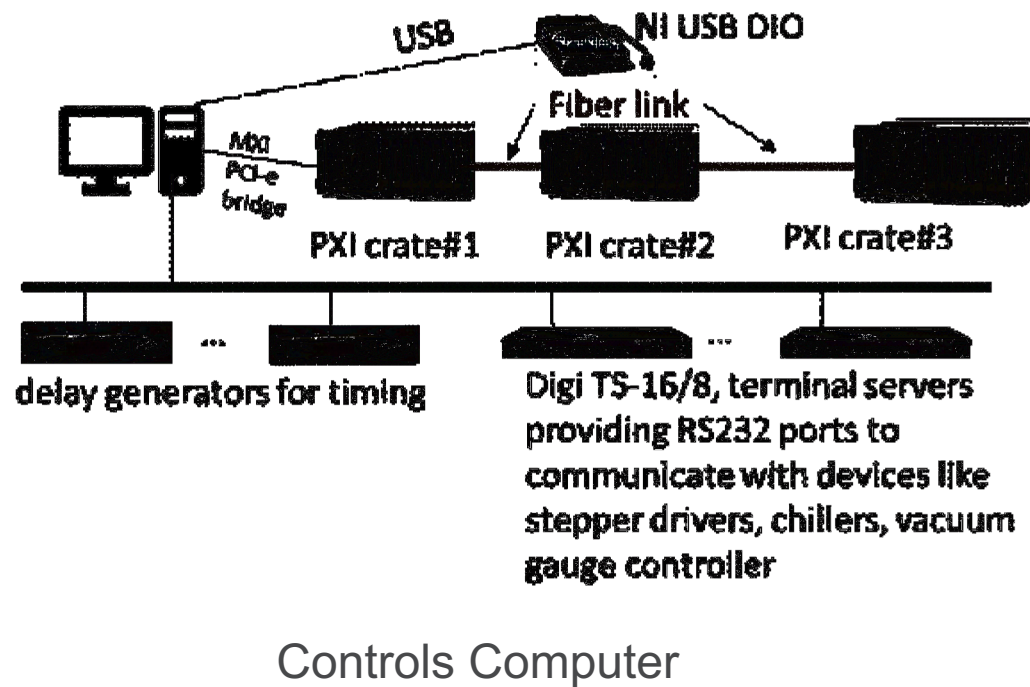 USB
NI USB DIO
Fiber link
MXI
PCI-e
bridge
PXI crate#1
PXI crate#2
PXI crate#3
...
...
delay generators for timing
Digi TS-16/8, terminal servers
providing RS232 ports to
communicate with devices like
stepper drivers, chillers, vacuum
gauge controller
Controls Computer